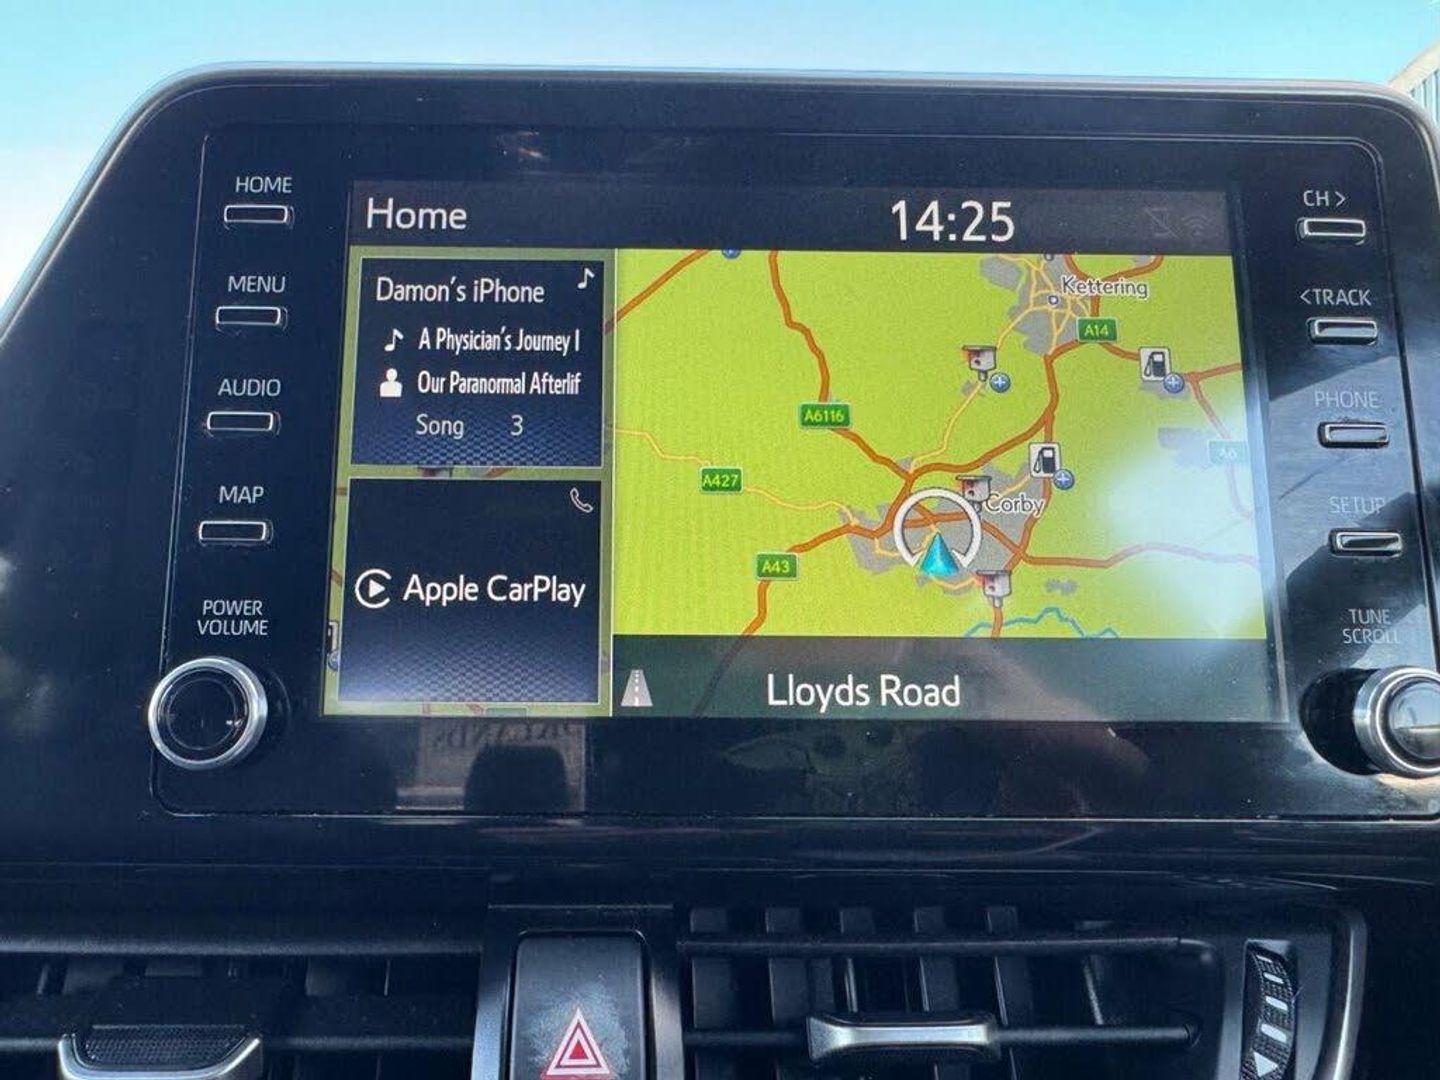 HOME
MENU
AUDIO
MAP
POWER
VOLUME
Home
14:25
Damon's iPhone
A Physician's Journey I
Our Paranormal Afterlif
Song 3
Apple CarPlay
Kettering
A14
A6116
A6
A427
Corby
A43
Lloyds Road
CH >
<TRACK
PHONE
SETUP
TUNE
SCROLL